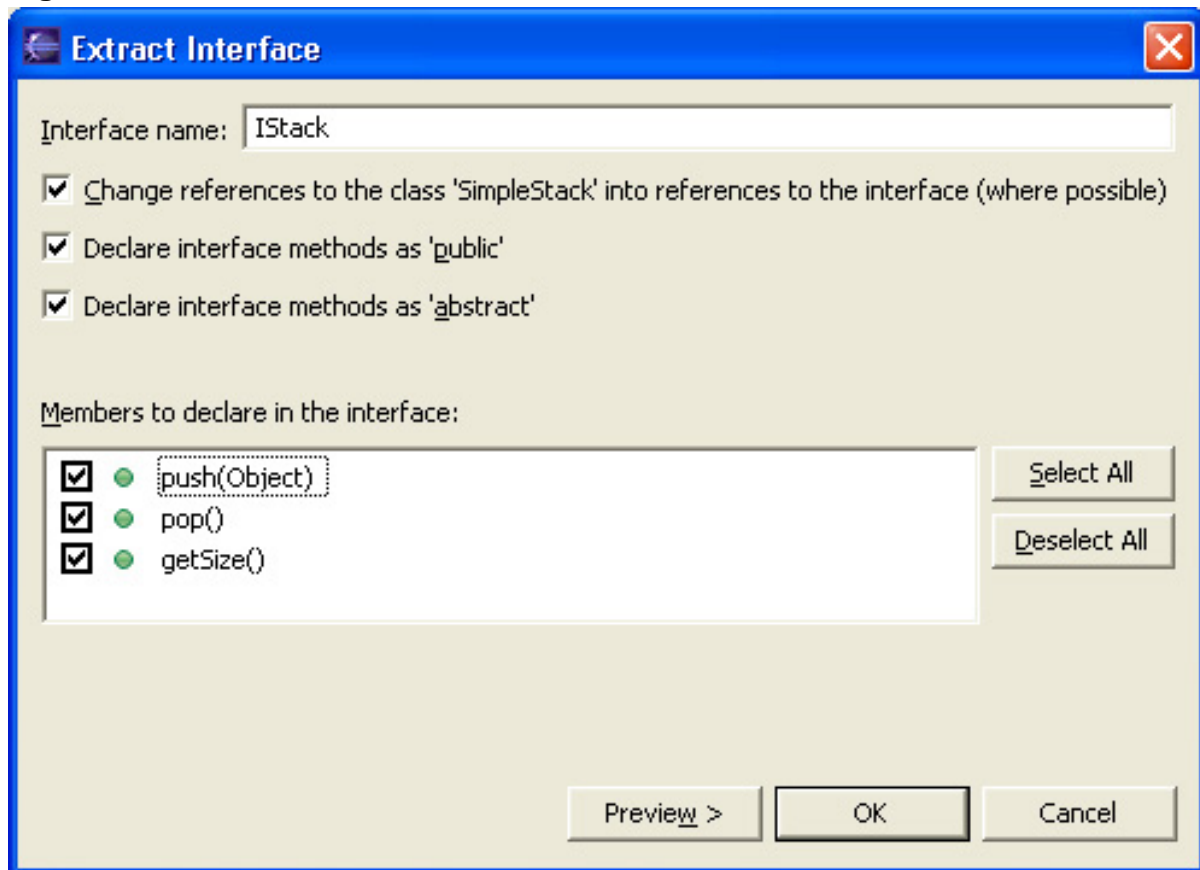 Extract Interface
Interface name: IStack
Change references to the class 'SimpleStack' into references to the interface (where possible)
Declare interface methods as 'public'
Declare interface methods as 'abstract'
Members to declare in the interface:
push(Object)
pop()
getSize()
Select All
Deselect All
Preview >
OK
Cancel